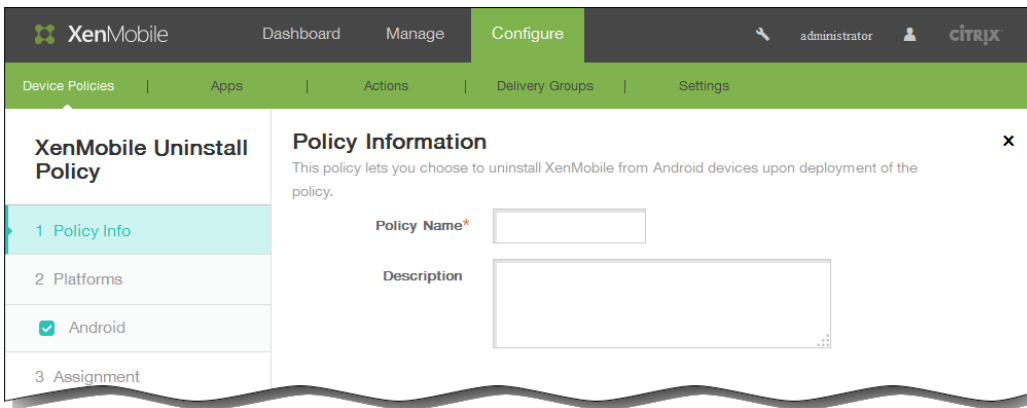 XenMobile Dashboard Manage Configure administrator CİTRIX
Device Policies | Apps | Actions | Delivery Groups | Settings
XenMobile Uninstall
Policy
1 Policy Info
2 Platforms
Android
3 Assignment
Policy Information
This policy lets you choose to uninstall XenMobile from Android devices upon deployment of the
policy.
Policy Name*
Description
x